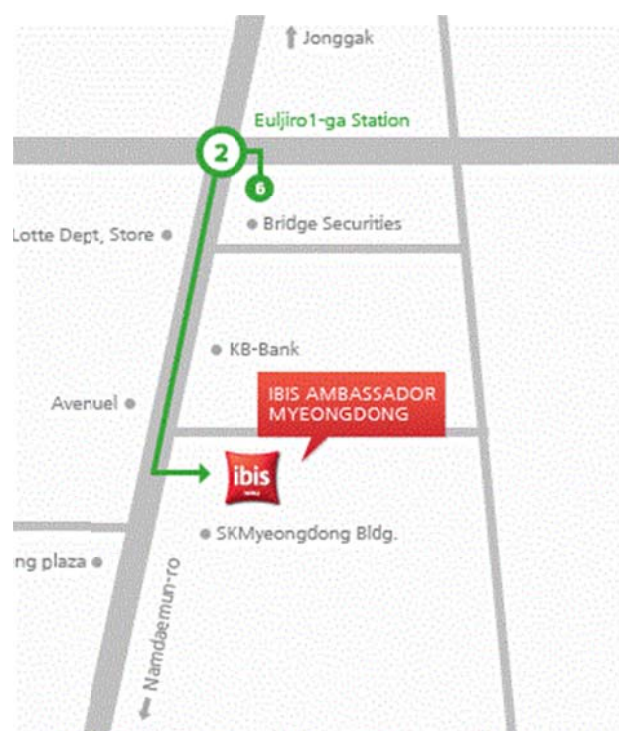 Jonggak
Euljiro1-ga Station
2
6
Bridge Securities
Lotte Dept, Store
KB-Bank
IBIS AMBASSADOR
MYEONGDONG
Avenuel
ibis
SKMyeongdong Bldg.
ng plaza
Namdaemun-ro